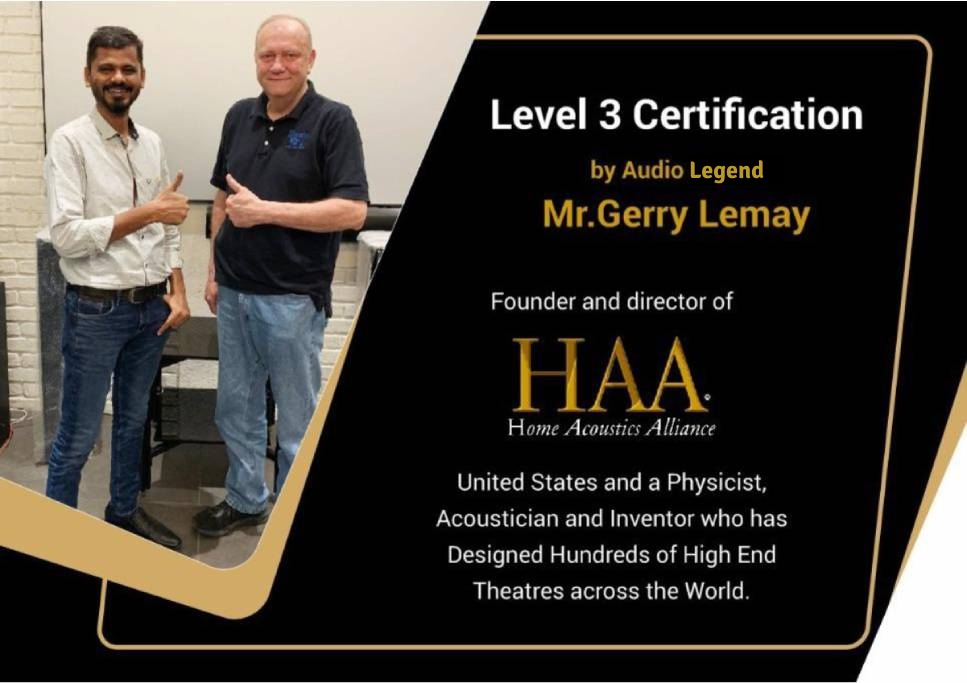 Level 3 Certification
by Audio Legend
Mr.Gerry Lemay
Founder and director of
HAA
Home Acoustics Alliance
United States and a Physicist,
Acoustician and Inventor who has
Designed Hundreds of High End
Theatres across the World.